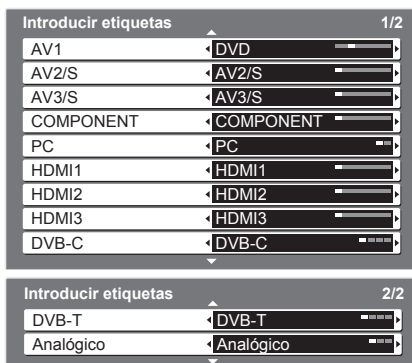 Introducir etiquetas 1/2
AV1 DVD
AV2/S AV2/S
AV3/S AV3/S
COMPONENT COMPONENT
PC PC
HDMI1 HDMI1
HDMI2 HDMI2
HDMI3 HDMI3
DVB-C DVB-C
Introducir etiquetas 2/2
DVB-T DVB-T
Analógico Analógico